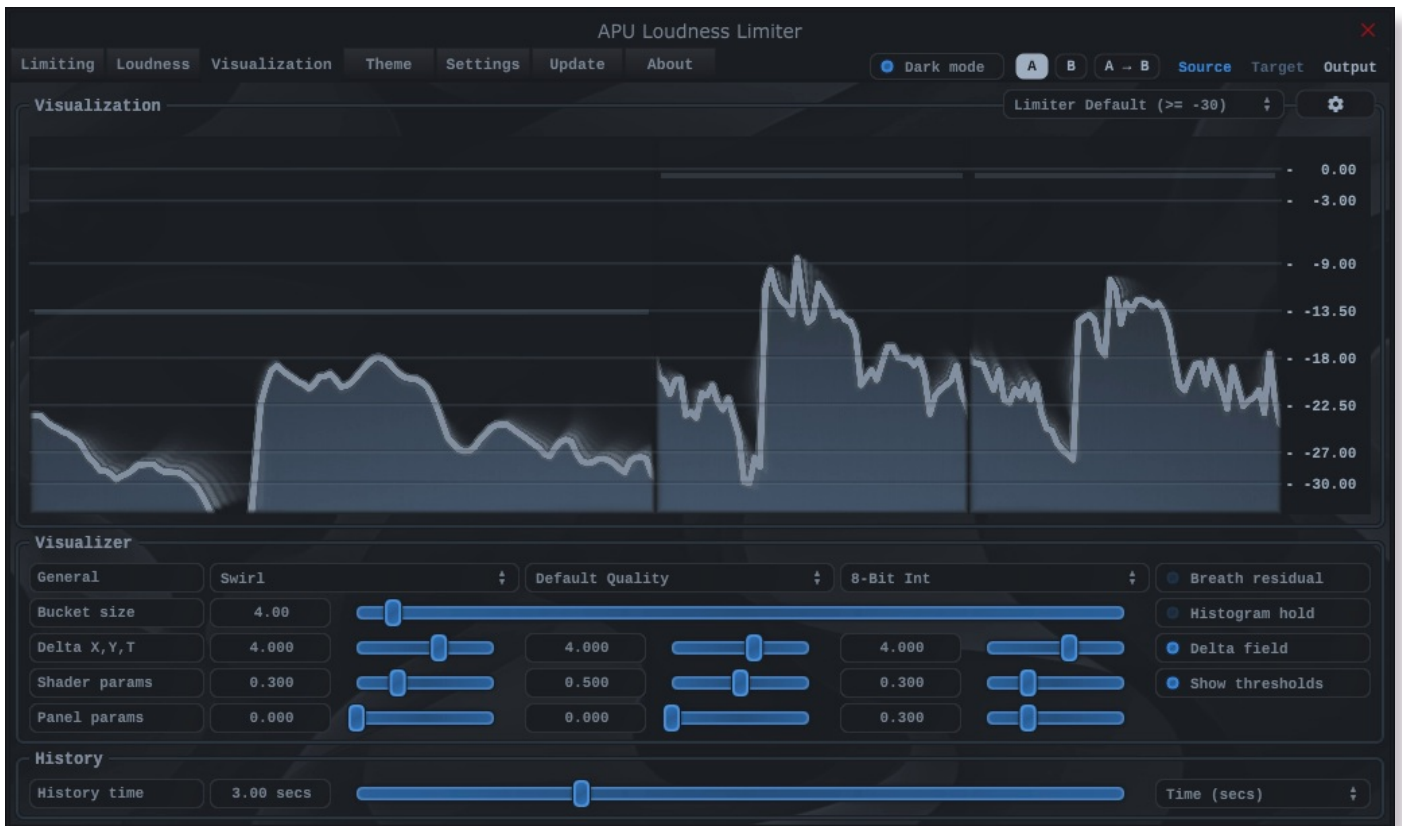 APU Loudness Limiter
Limiting Loudness Visualization Theme Settings Update About Dark mode A B A → B Source Target Output
Visualization Limiter Default (>= -30)
- 0.00
- -3.00
- -9.00
- -13.50
- -18.00
- -22.50
- -27.00
- -30.00
Visualizer
General Swirl Default Quality 8-Bit Int Breath residual
Bucket size 4.00 Histogram hold
Delta X,Y,T 4.000 4.000 4.000 Delta field
Shader params 0.300 0.500 0.300 Show thresholds
Panel params 0.000 0.000 0.300
History
History time 3.00 secs Time (secs)